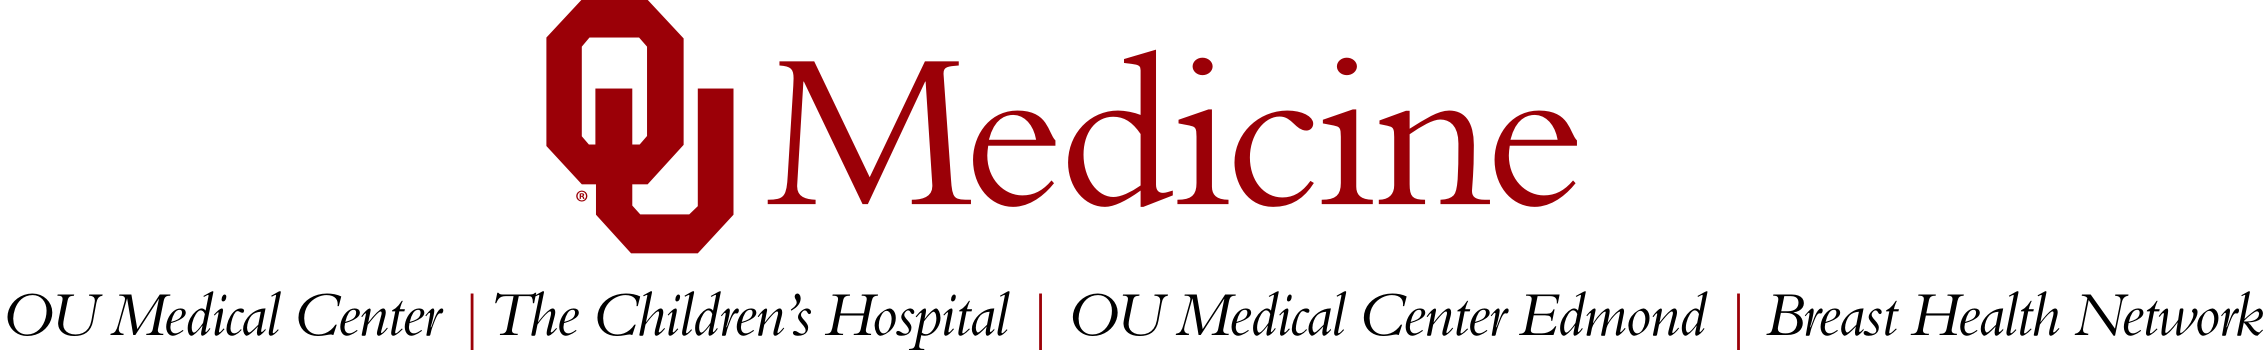 OU Medicine
®
OU Medical Center | The Children’s Hospital | OU Medical Center Edmond | Breast Health Network